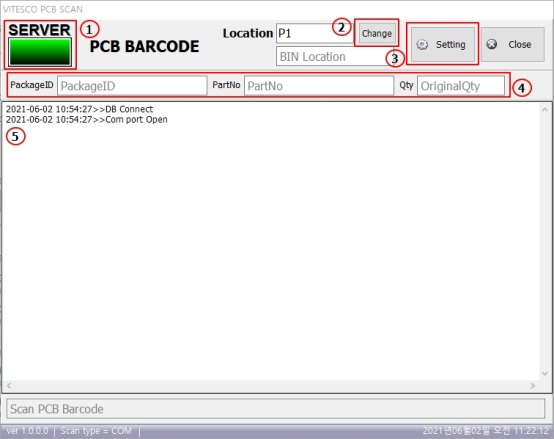 VITESCO PCB SCAN
SERVER
①
PCB BARCODE
Location P1
②
Change
BIN Location
③
Setting
Close
PackageID PackageID PartNo PartNo Qty OriginalQty
④
2021-06-02 10:54:27>>DB Connect
2021-06-02 10:54:27>>Com port Open
⑤
Scan PCB Barcode
ver 1.0.0.0 | Scan type = COM | 2021년06월02일 오전 11:22:12